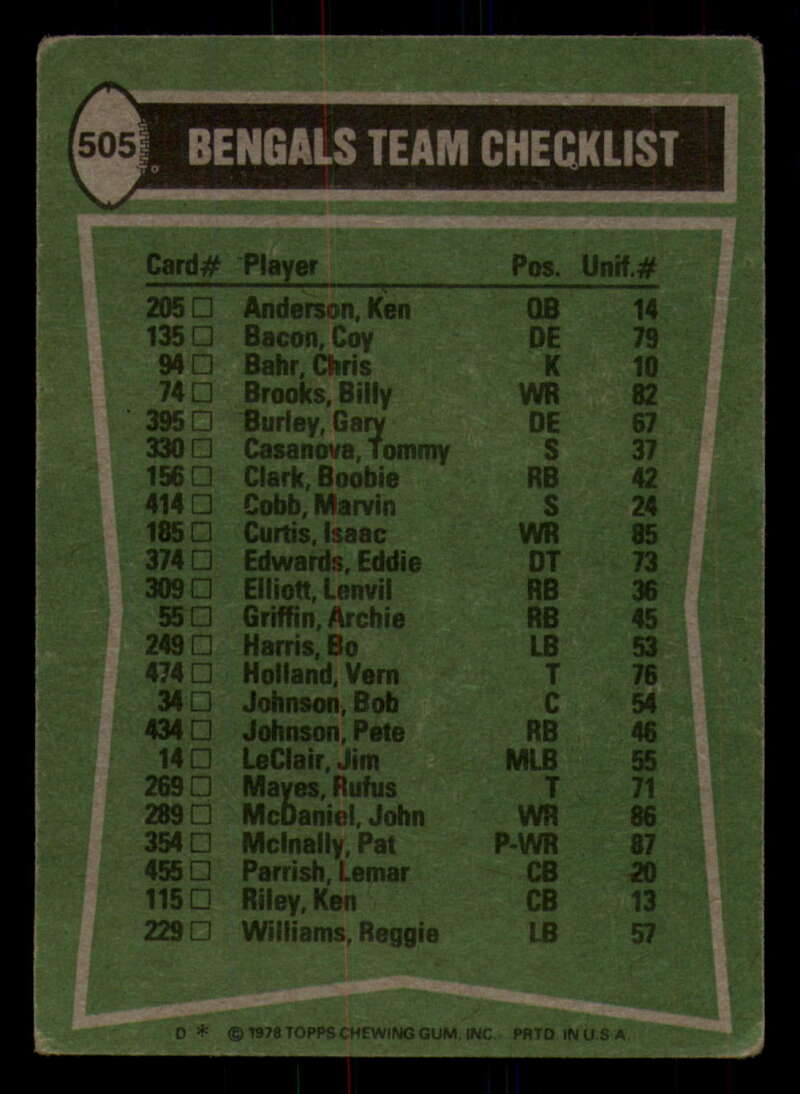 505 BENGALS TEAM CHECKLIST
Card# Player Pos. Unif.#
205 □ Anderson, Ken QB 14
135 □ Bacon, Coy DE 79
94 □ Bahr, Chris K 10
74 □ Brooks, Billy WR 82
395 □ Burley, Gary DE 67
330 □ Casanova, Tommy S 37
156 □ Clark, Boobie RB 42
414 □ Cobb, Marvin S 24
185 □ Curtis, Isaac WR 85
374 □ Edwards, Eddie DT 73
309 □ Elliott, Lenvil RB 36
55 □ Griffin, Archie RB 45
249 □ Harris, Bo LB 53
474 □ Holland, Vern T 76
34 □ Johnson, Bob C 54
434 □ Johnson, Pete RB 46
14 □ LeClair, Jim MLB 55
269 □ Mayes, Rufus T 71
289 □ McDaniel, John WR 86
354 □ McInally, Pat P-WR 87
455 □ Parrish, Lemar CB 20
115 □ Riley, Ken CB 13
229 □ Williams, Reggie LB 57
D * © 1978 TOPPS CHEWING GUM, INC. PRTD. IN U.S.A.